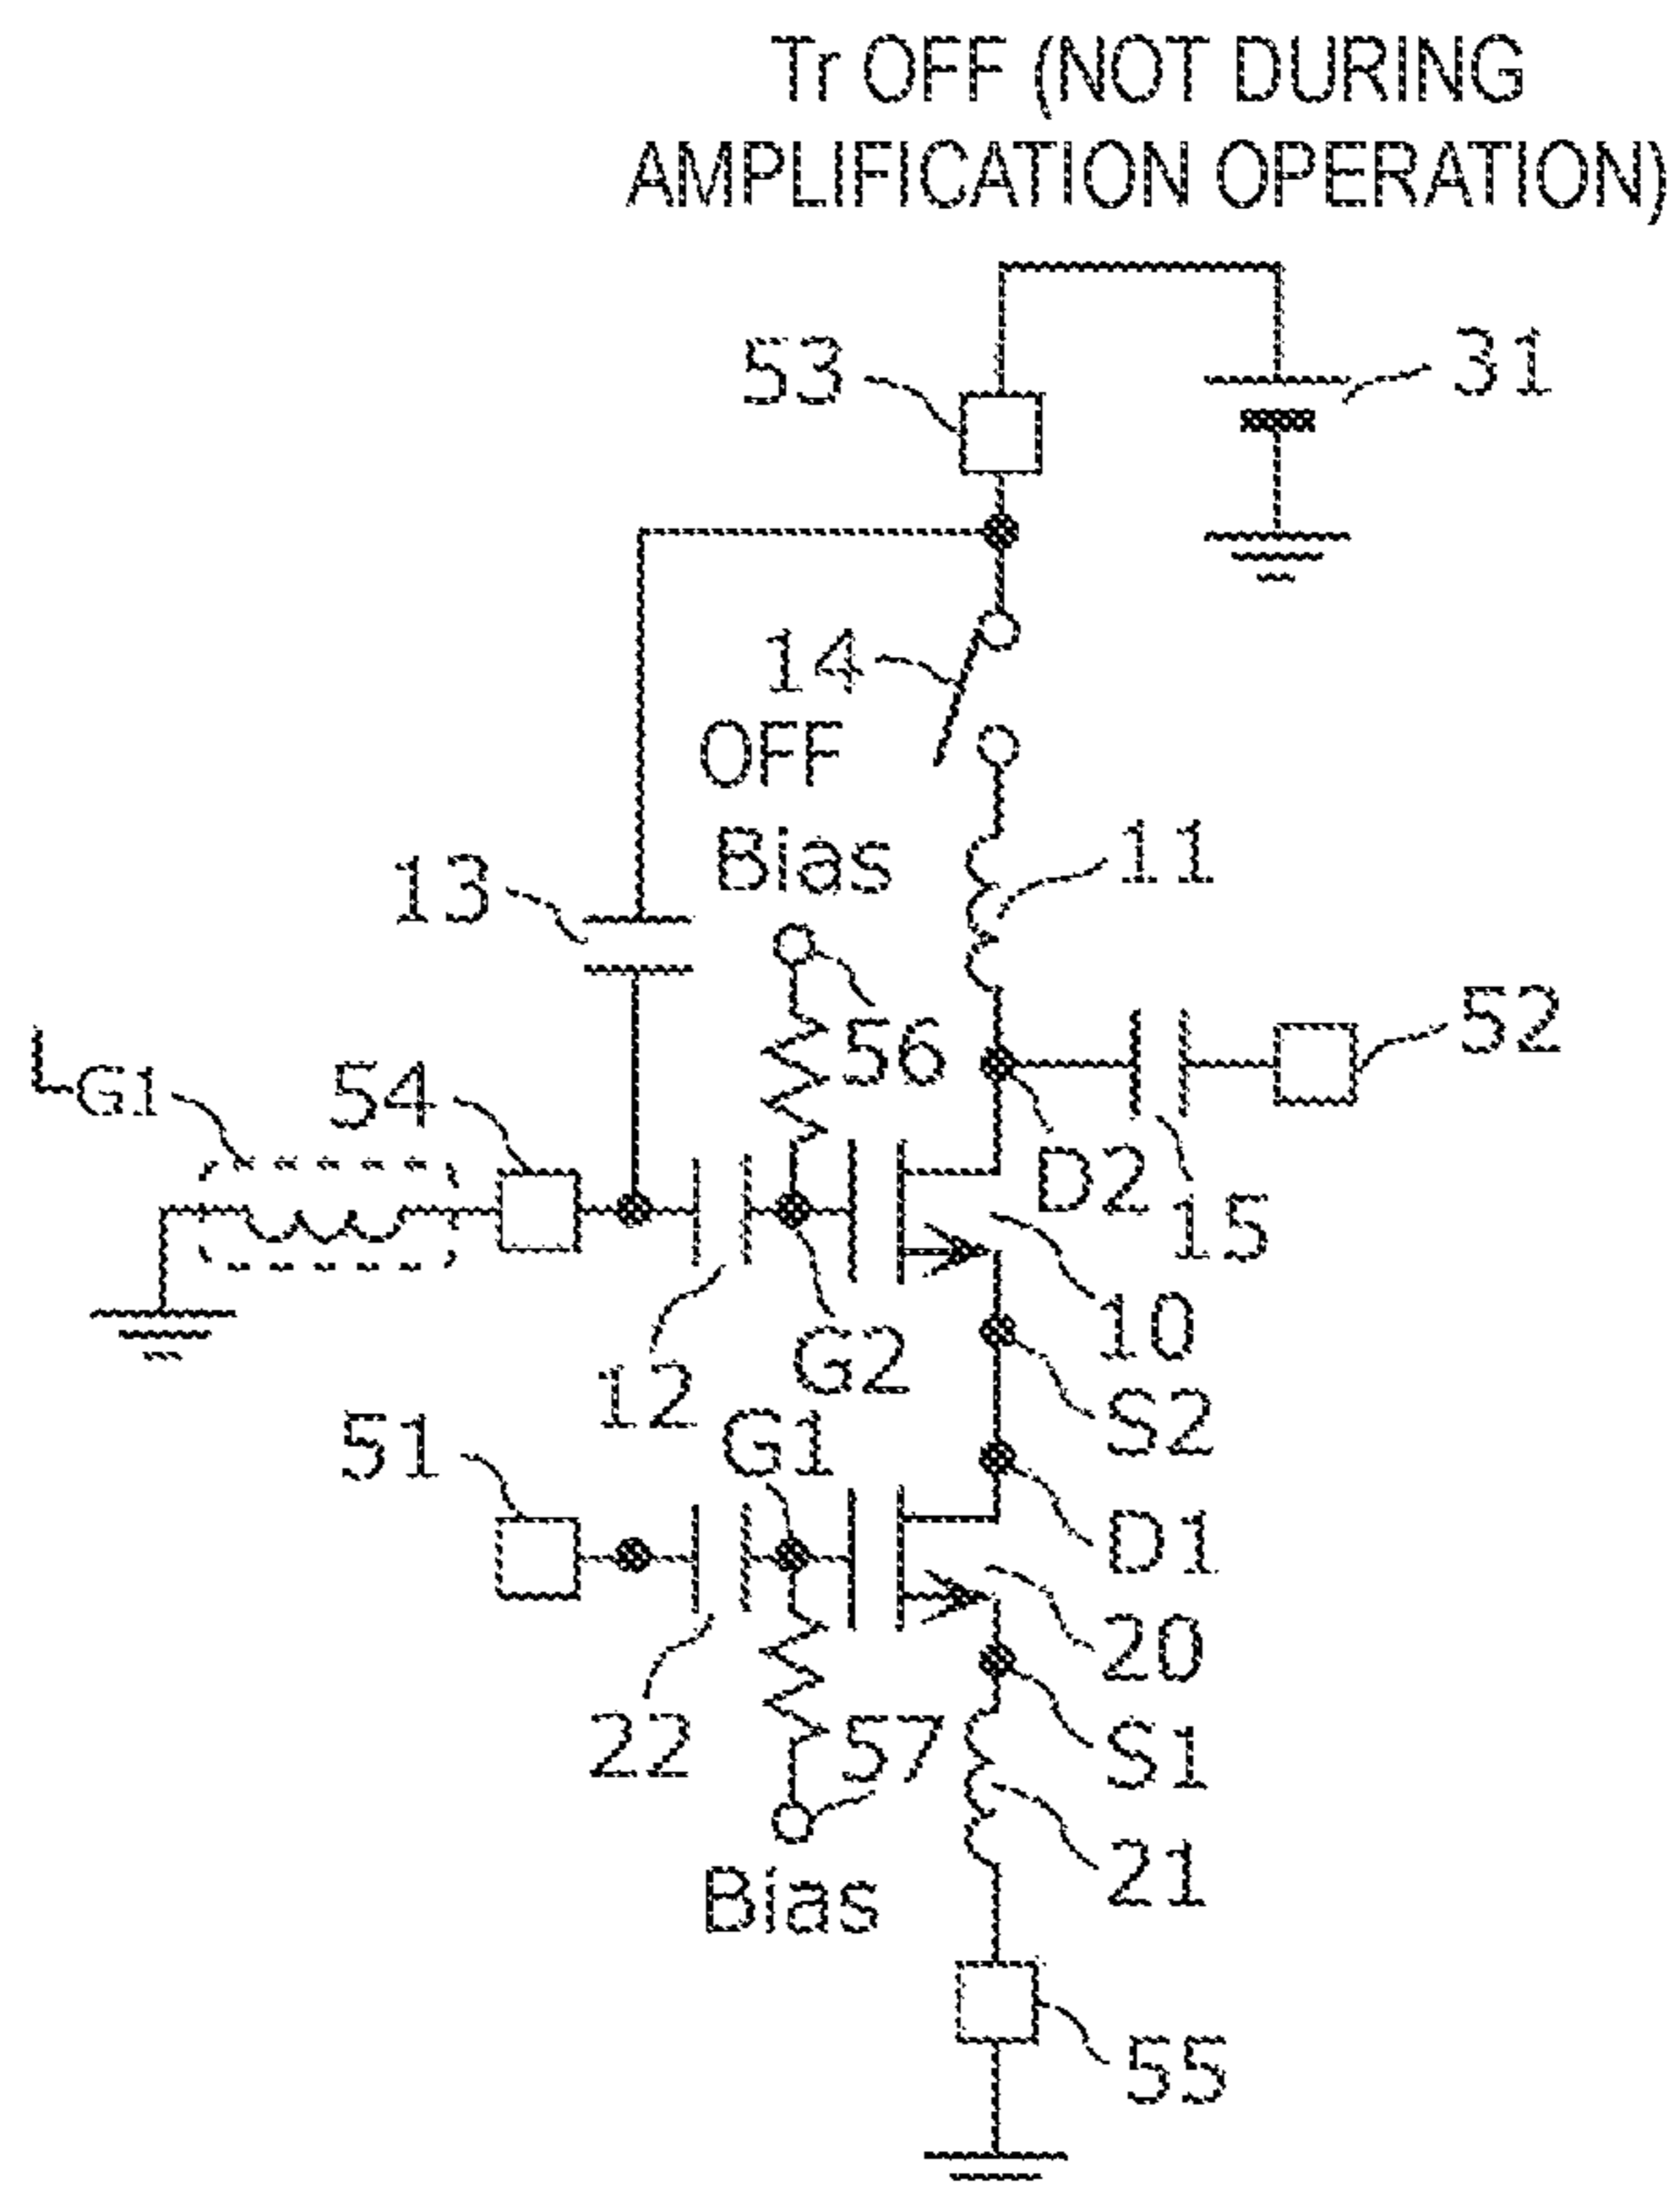 Tr OFF (NOT DURING
AMPLIFICATION OPERATION)
53
31
14
OFF
Bias
11
13
56
52
LG1
54
D2
15
10
12
G2
S2
51
G1
D1
20
22
57
S1
21
Bias
55